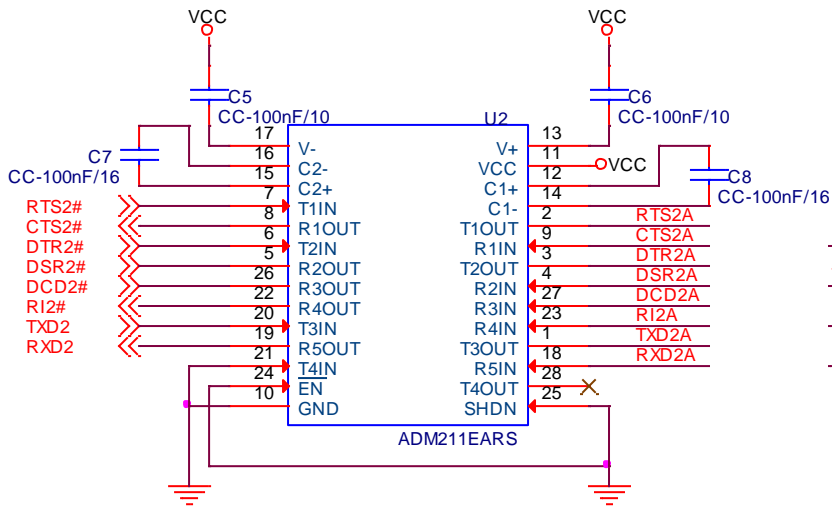 VCC
VCC
C5
CC-100nF/10
C6
CC-100nF/10
C7
CC-100nF/16
C8
CC-100nF/16
U2
17 V- V+ 13
16 C2- VCC 11 VCC
15 C2+ C1+ 12
RTS2# 7 T1IN C1- 14
CTS2# 8 R1OUT T1OUT 2 RTS2A
DTR2# 6 T2IN R1IN 9 CTS2A
DSR2# 5 R2OUT T2OUT 3 DTR2A
DCD2# 26 R3OUT R2IN 4 DSR2A
RI2# 22 R4OUT R3IN 27 DCD2A
TXD2 20 T3IN R4IN 23 RI2A
RXD2 19 R5OUT T3OUT 1 TXD2A
21 T4IN R5IN 18 RXD2A
24 EN T4OUT 28
10 GND SHDN 25
ADM211EARS